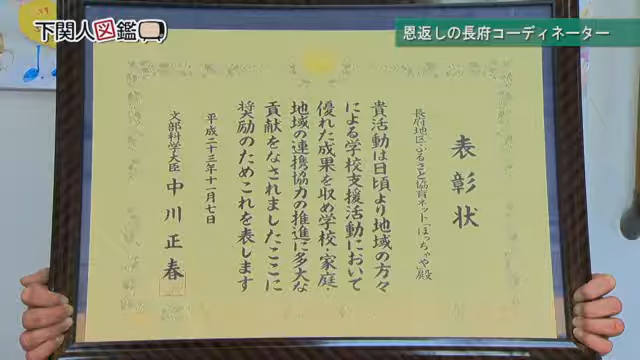 下関人図鑑
恩返しの長府コーディネーター
表彰状
長府地区ふるさと協育ネット「ほっちゃや」殿
貴活動は日頃より地域の方々
による学校支援活動において
優れた成果を収め学校・家庭・
地域の連携協力の推進に多大な
貢献をなされましたここに
奨励のためこれを表します
平成二十三年十一月七日
文部科学大臣 中川正春